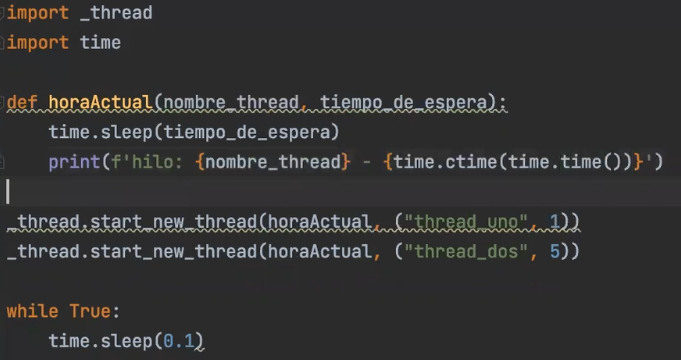 import _thread
import time

def horaActual(nombre_thread, tiempo_de_espera):
    time.sleep(tiempo_de_espera)
    print(f'hilo: {nombre_thread} - {time.ctime(time.time())}')

_thread.start_new_thread(horaActual, ("thread_uno", 1))
_thread.start_new_thread(horaActual, ("thread_dos", 5))

while True:
    time.sleep(0.1)